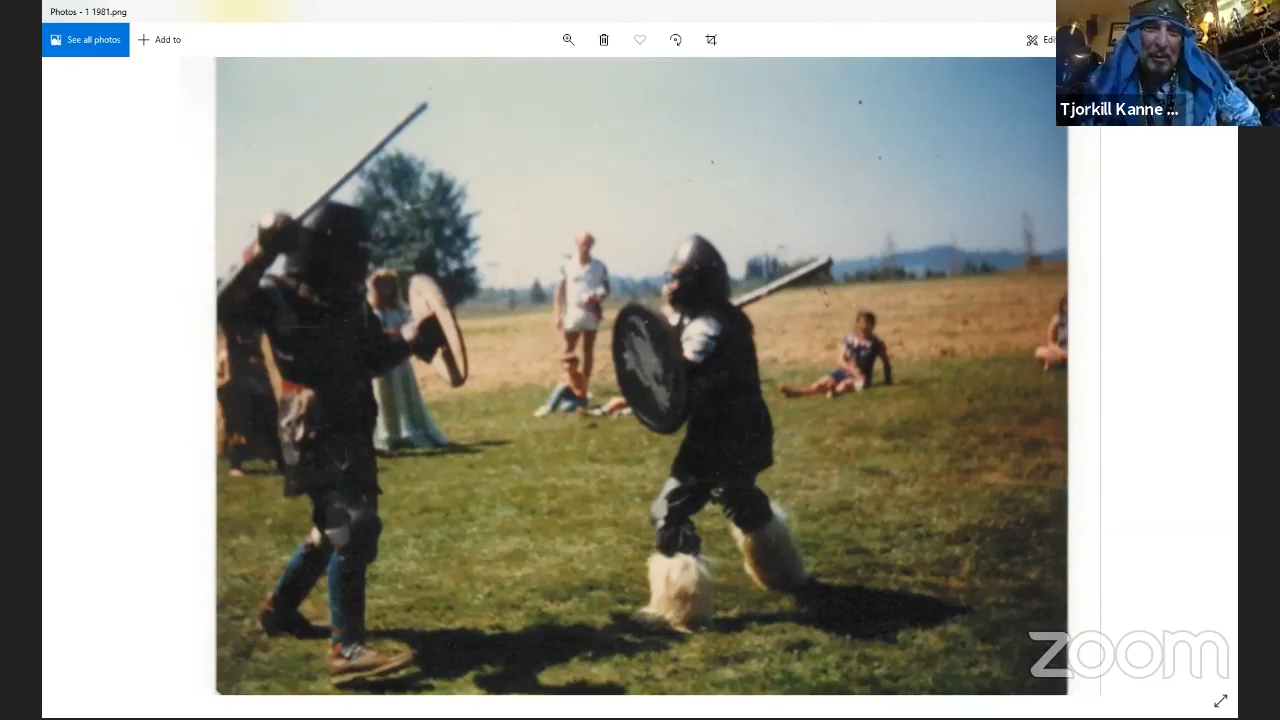 Photos - 1 1981.png
See all photos
Add to
Edi
Tjorkill Kanne ...
zoom